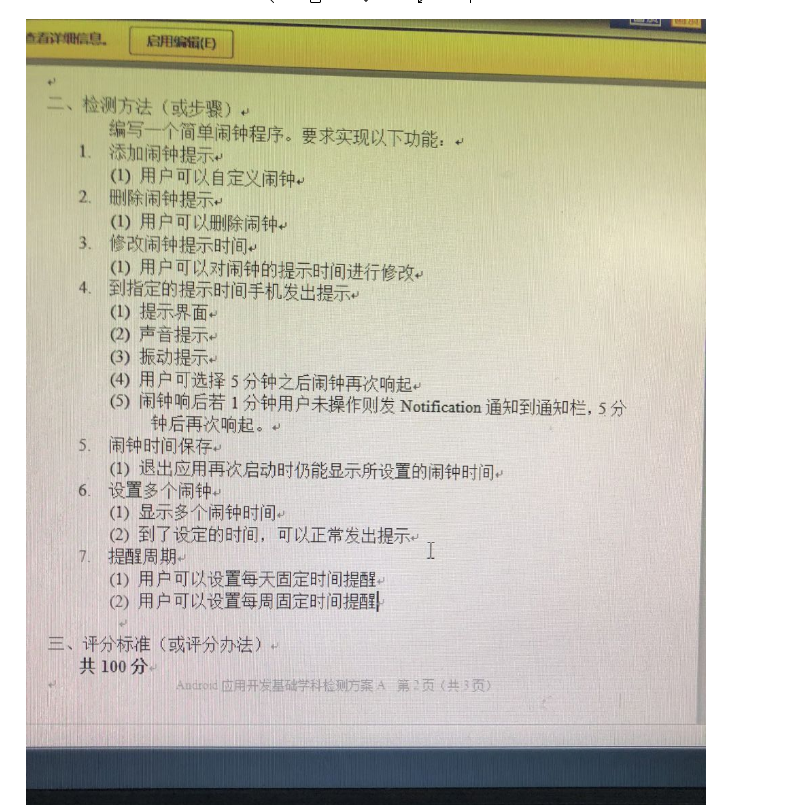 查看详细信息。 启用编辑(E)
二、检测方法（或步骤）
编写一个简单闹钟程序。要求实现以下功能：
1. 添加闹钟提示
(1) 用户可以自定义闹钟
2. 删除闹钟提示
(1) 用户可以删除闹钟
3. 修改闹钟提示时间
(1) 用户可以对闹钟的提示时间进行修改
4. 到指定的提示时间手机发出提示
(1) 提示界面
(2) 声音提示
(3) 振动提示
(4) 用户可选择 5 分钟之后闹钟再次响起
(5) 闹钟响后若 1 分钟用户未操作则发 Notification 通知到通知栏，5 分
钟后再次响起。
5. 闹钟时间保存
(1) 退出应用再次启动时仍能显示所设置的闹钟时间
6. 设置多个闹钟
(1) 显示多个闹钟时间
(2) 到了设定的时间，可以正常发出提示
7. 提醒周期
(1) 用户可以设置每天固定时间提醒
(2) 用户可以设置每周固定时间提醒
三、评分标准（或评分办法）
共 100 分
Android 应用开发基础学科检测方案 A 第 2 页（共 3 页）